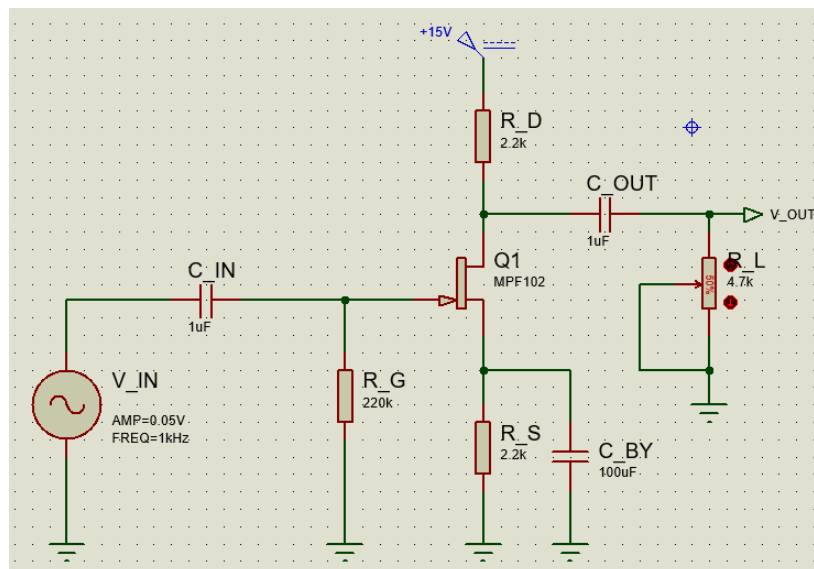 +15V
R_D
2.2k
C_OUT
1uF
V_OUT
R_L
4.7k
50%
Q1
MPF102
C_IN
1uF
V_IN
AMP=0.05V
FREQ=1kHz
R_G
220k
R_S
2.2k
C_BY
100uF